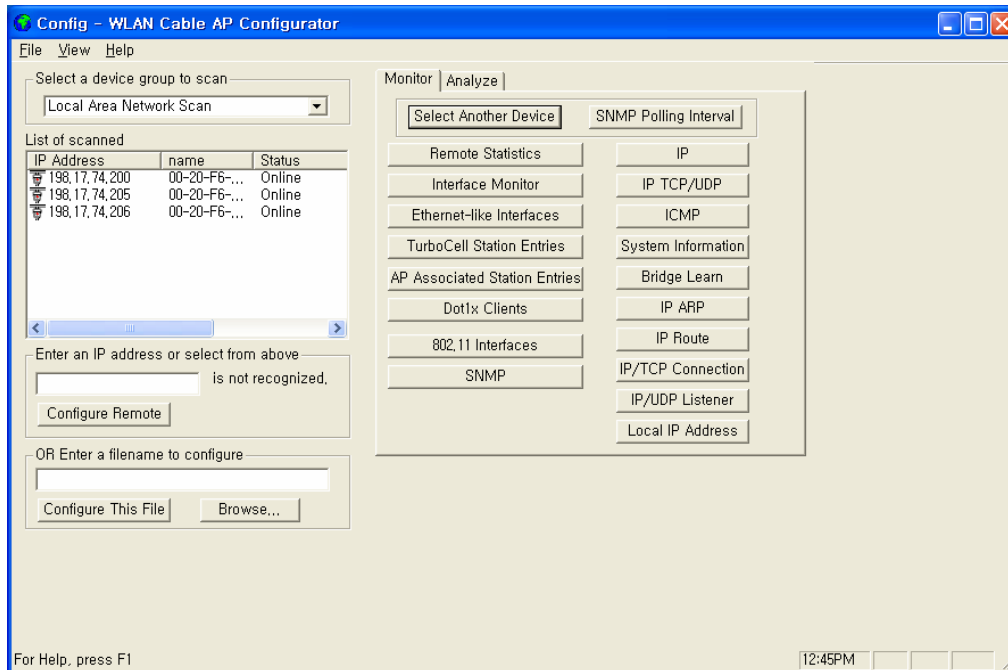 Config - WLAN Cable AP Configurator
File View Help
Select a device group to scan
Local Area Network Scan
List of scanned
IP Address name Status
198,17,74,200 00-20-F6-... Online
198,17,74,205 00-20-F6-... Online
198,17,74,206 00-20-F6-... Online
Enter an IP address or select from above
is not recognized,
Configure Remote
OR Enter a filename to configure
Configure This File Browse,,,
Monitor Analyze
Select Another Device SNMP Polling Interval
Remote Statistics IP
Interface Monitor IP TCP/UDP
Ethernet-like Interfaces ICMP
TurboCell Station Entries System Information
AP Associated Station Entries Bridge Learn
Dot1x Clients IP ARP
802,11 Interfaces IP Route
SNMP IP/TCP Connection
IP/UDP Listener
Local IP Address
For Help, press F1 12:45PM